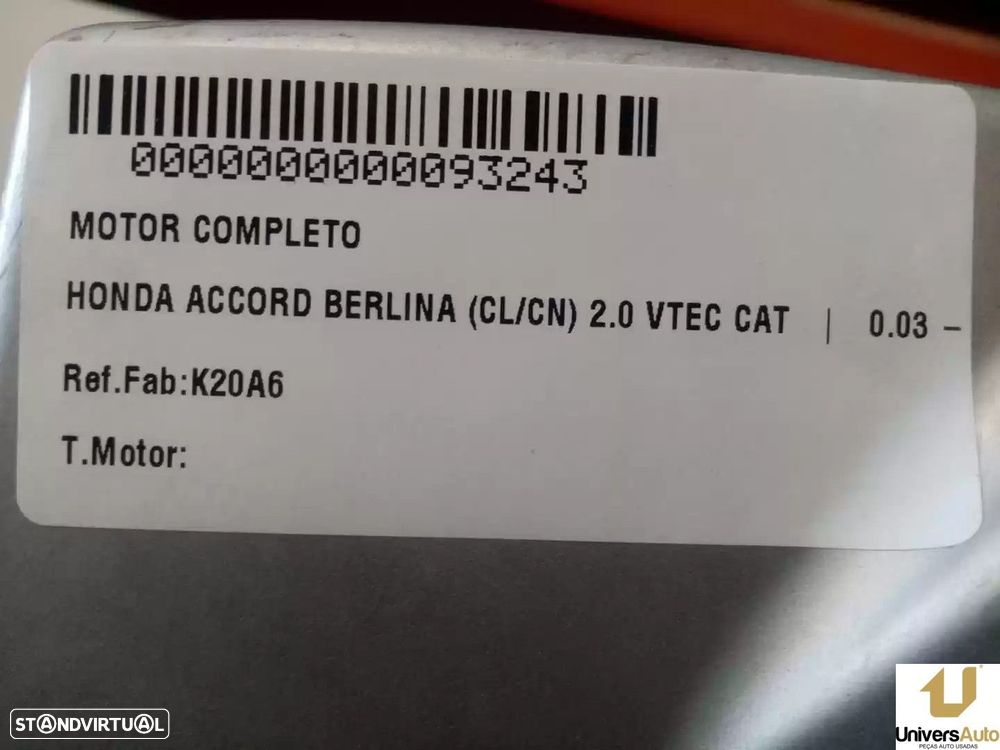 0000000000093243
MOTOR COMPLETO
HONDA ACCORD BERLINA (CL/CN) 2.0 VTEC CAT | 0.03 –
Ref.Fab:K20A6
T.Motor:
STANDVIRTUAL
UniversAuto
PEÇAS AUTO USADAS